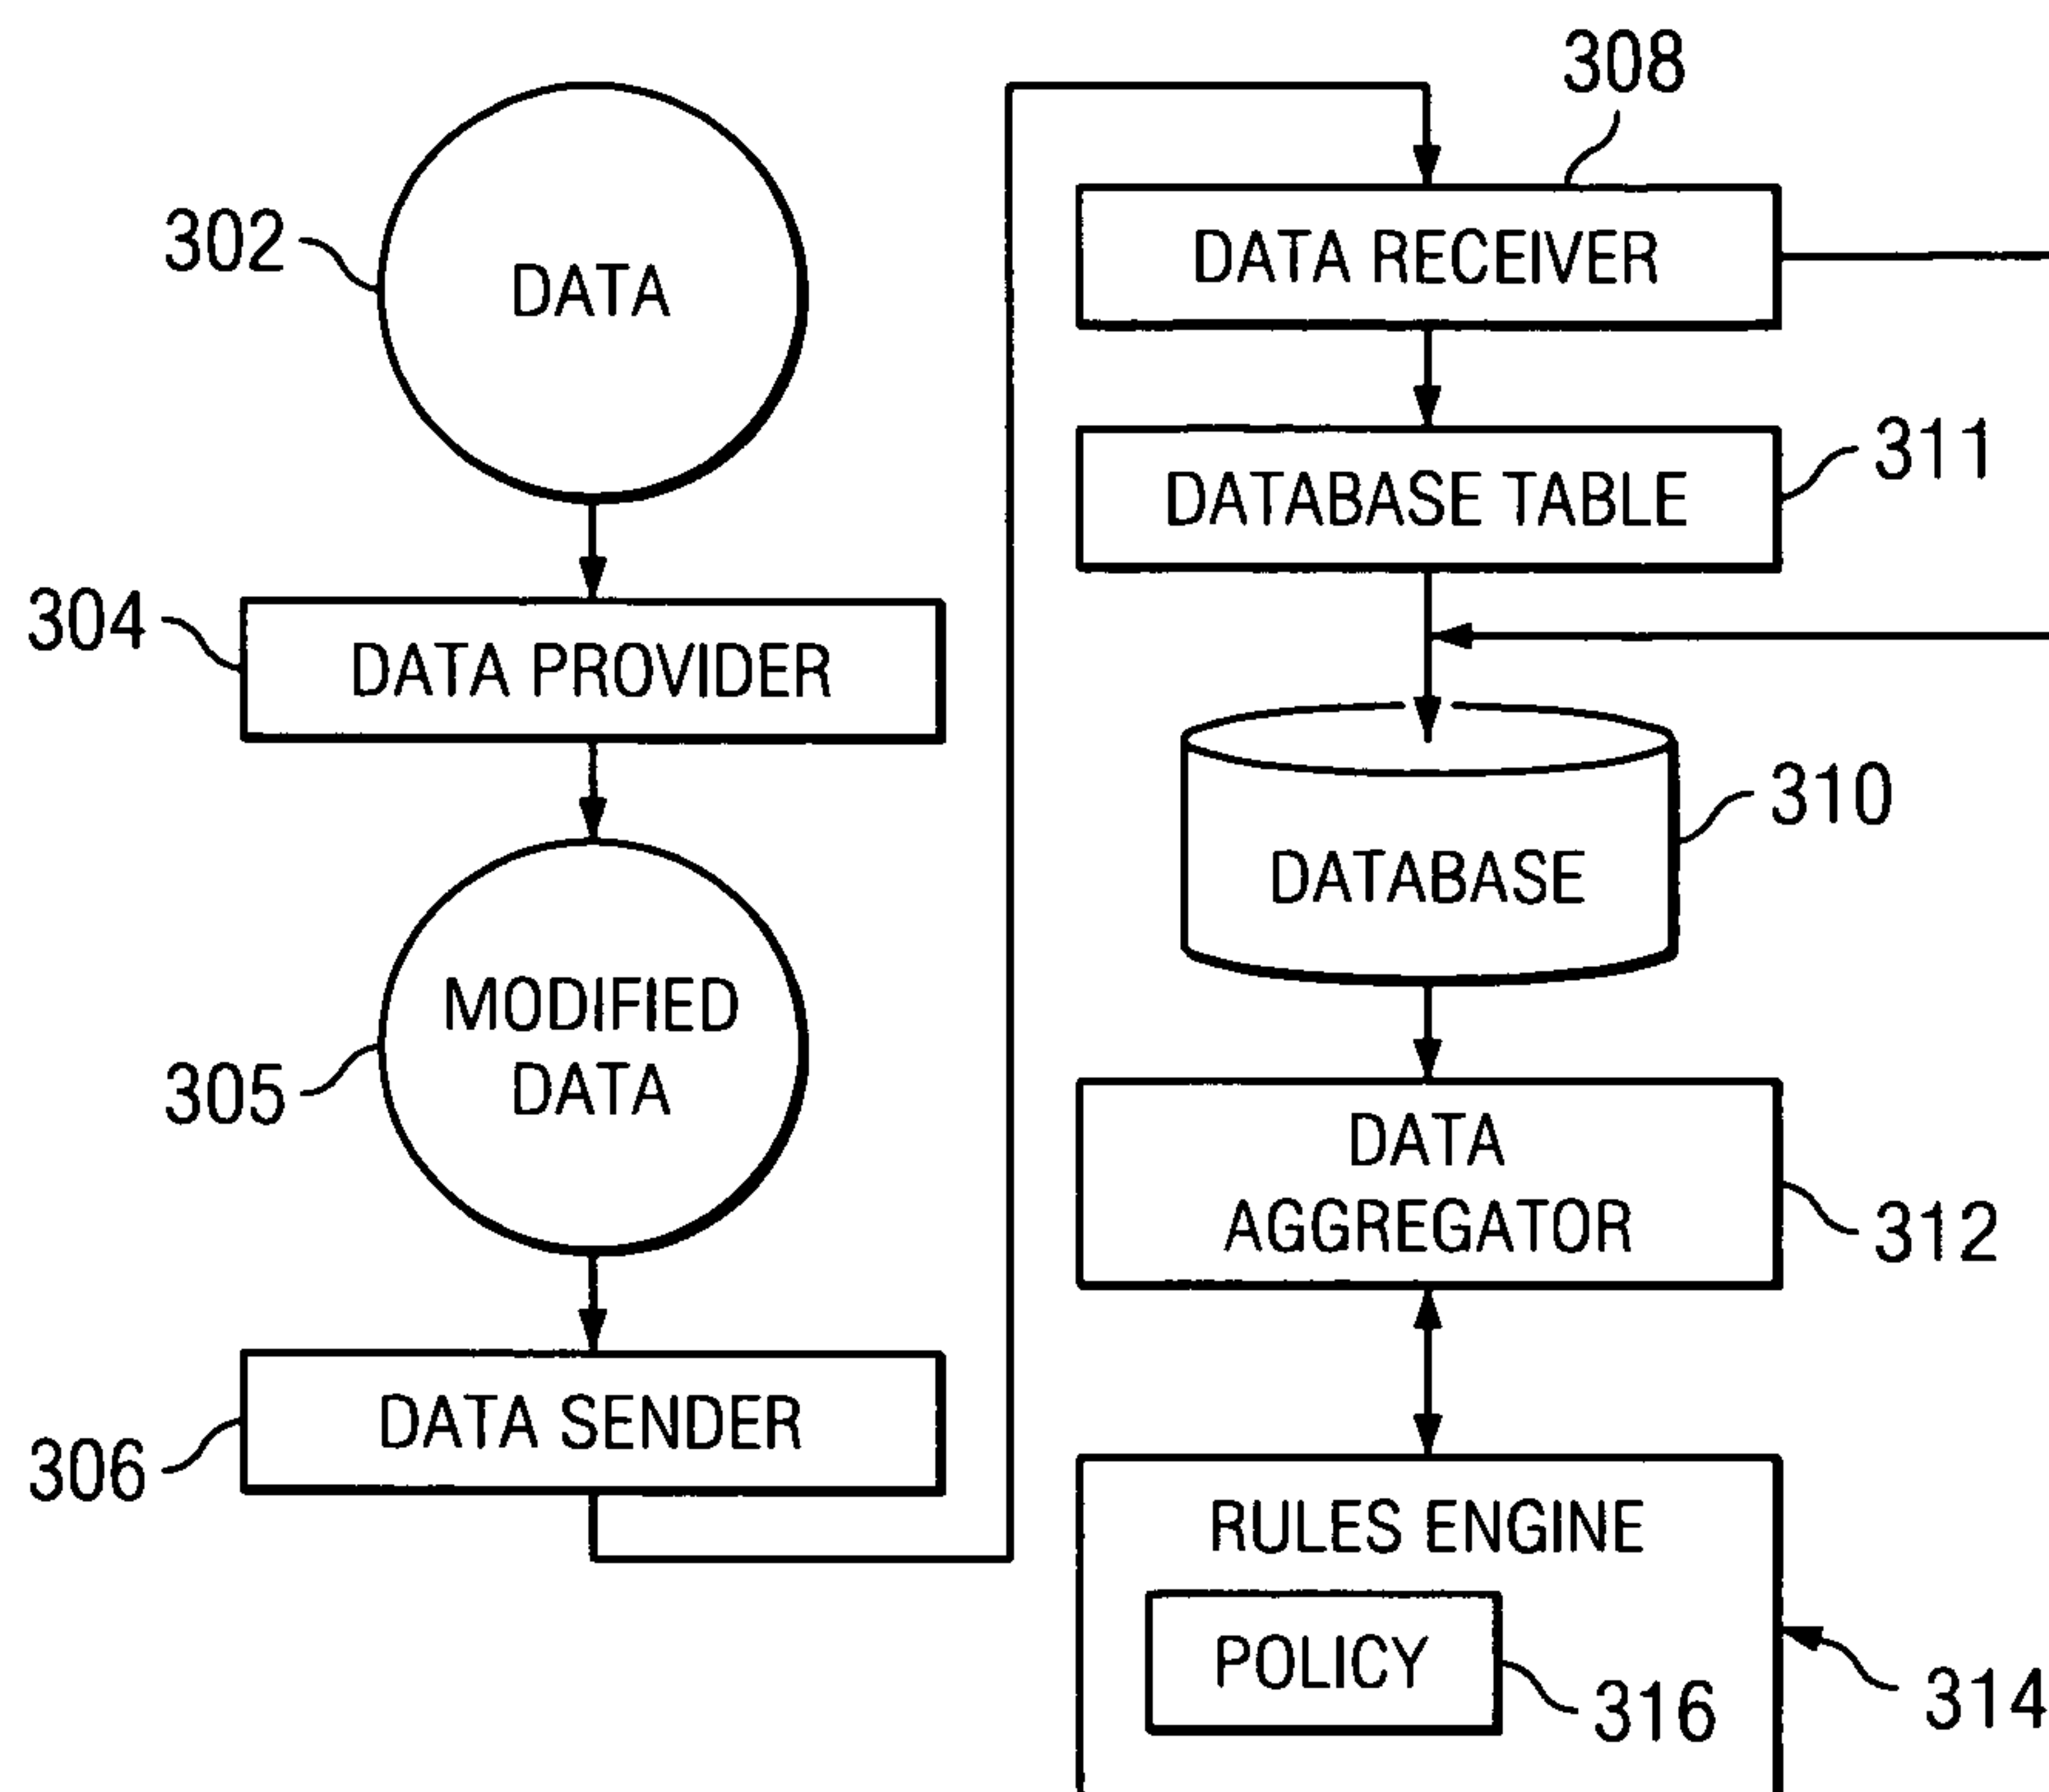 302
DATA
304
DATA PROVIDER
305
MODIFIED
DATA
306
DATA SENDER
308
DATA RECEIVER
DATABASE TABLE
311
310
DATABASE
DATA
AGGREGATOR
312
RULES ENGINE
POLICY
316
314